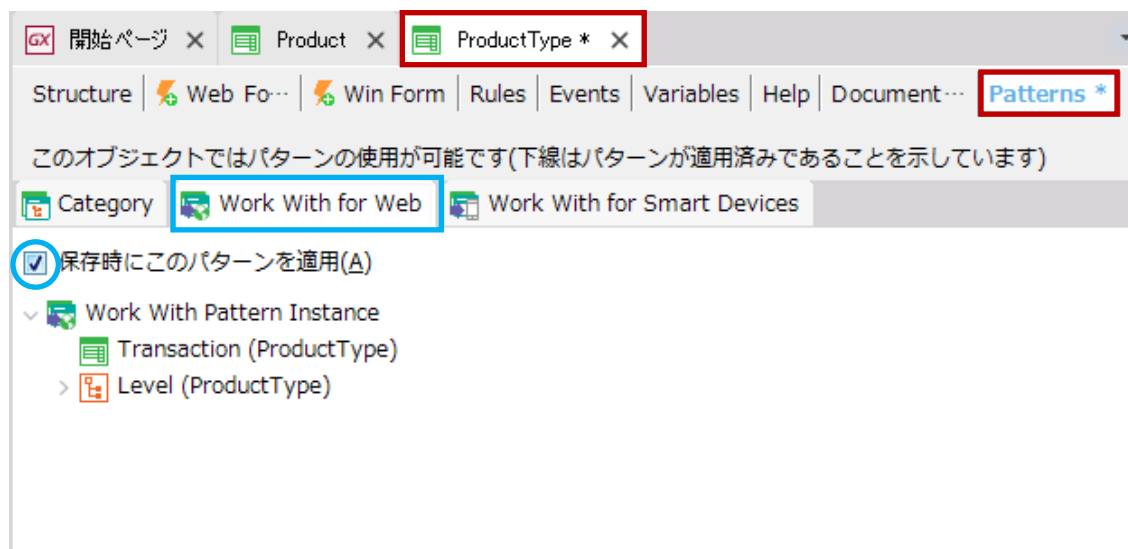 GX 開始ページ × Product × ProductType * ×
Structure Web Fo… Win Form Rules Events Variables Help Document… Patterns *
このオブジェクトではパターンの使用が可能です(下線はパターンが適用済みであることを示しています)
Category Work With for Web Work With for Smart Devices
保存時にこのパターンを適用(A)
Work With Pattern Instance
Transaction (ProductType)
Level (ProductType)